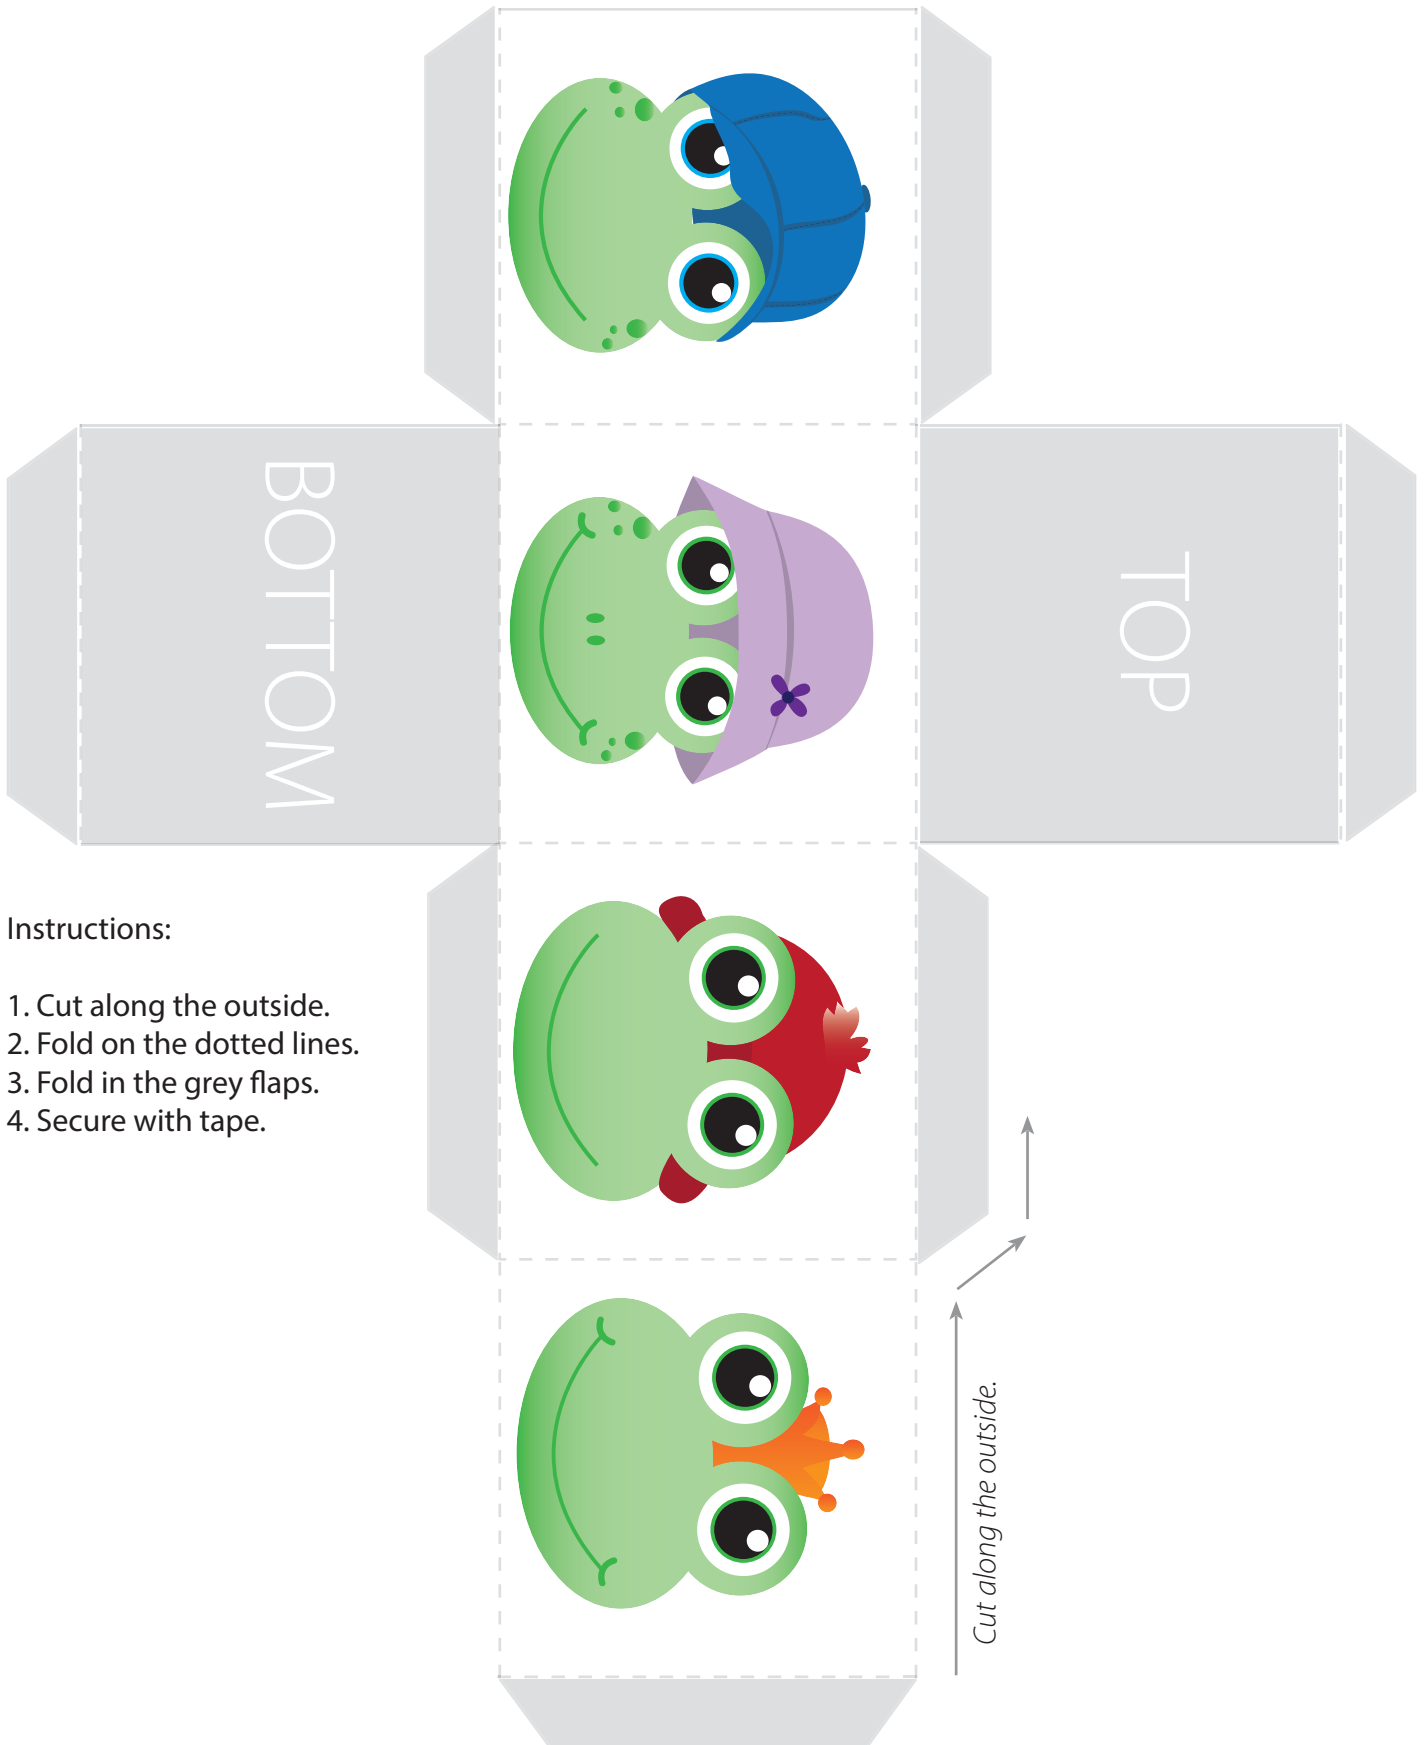 BOTTOM
TOP
Instructions:
1. Cut along the outside.
2. Fold on the dotted lines.
3. Fold in the grey flaps.
4. Secure with tape.
Cut along the outside.